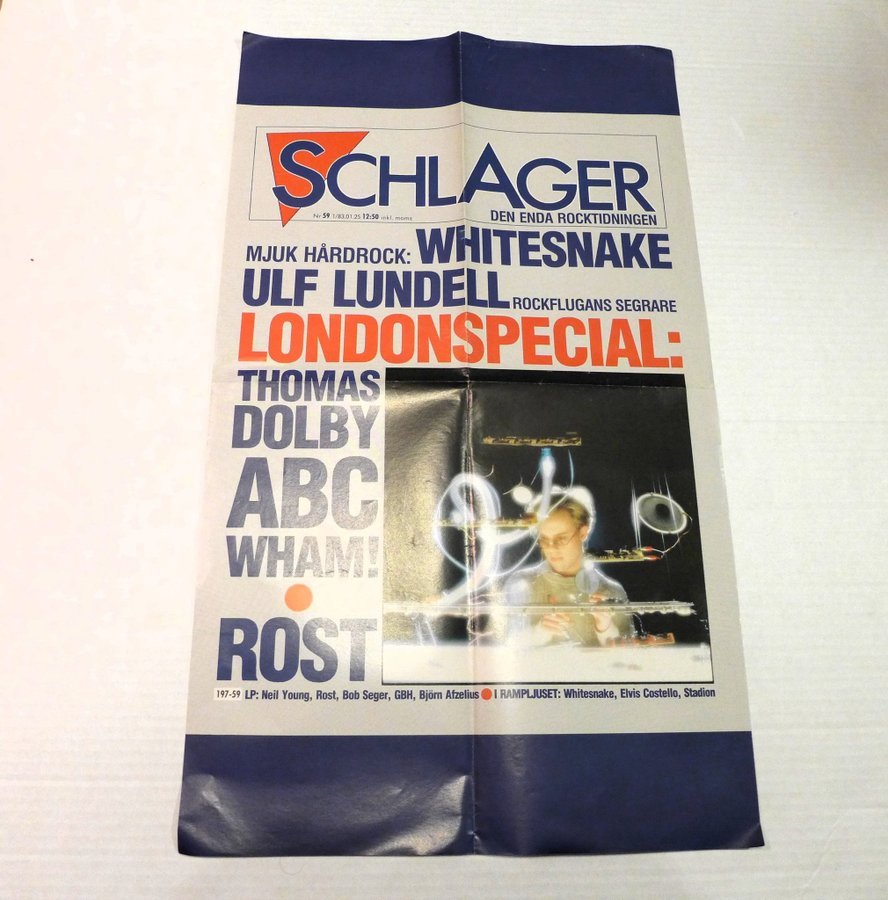 SCHLAGER
Nr 59 1/83.01.25 12:50 inkl. moms
DEN ENDA ROCKTIDNINGEN
MJUK HÅRDROCK: WHITESNAKE
ULF LUNDELL ROCKFLUGANS SEGRARE
LONDONSPECIAL:
THOMAS
DOLBY
ABC
WHAM!
ROST
197-59 LP: Neil Young, Rost, Bob Seger, GBH, Björn Afzelius ● I RAMPLJUSET: Whitesnake, Elvis Costello, Stadion